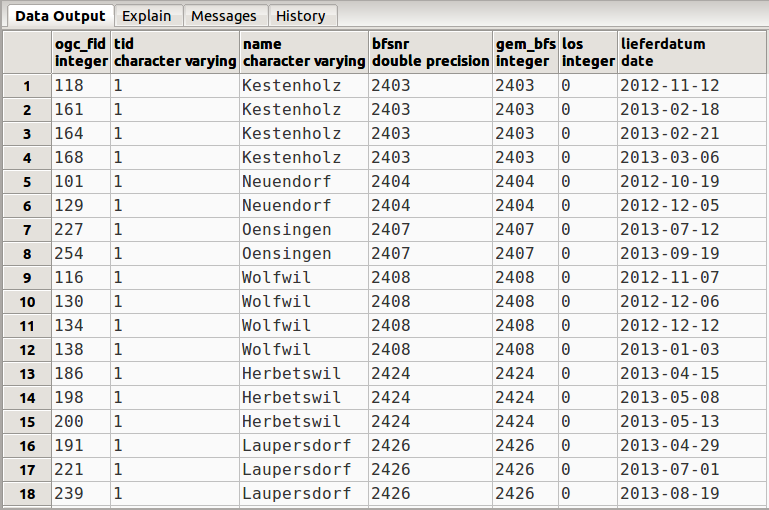 Data Output Explain Messages History
ogc_fid tid name bfsnr gem_bfs los lieferdatum
integer character varying character varying double precision integer integer date
1 118 1 Kestenholz 2403 2403 0 2012-11-12
2 161 1 Kestenholz 2403 2403 0 2013-02-18
3 164 1 Kestenholz 2403 2403 0 2013-02-21
4 168 1 Kestenholz 2403 2403 0 2013-03-06
5 101 1 Neuendorf 2404 2404 0 2012-10-19
6 129 1 Neuendorf 2404 2404 0 2012-12-05
7 227 1 Oensingen 2407 2407 0 2013-07-12
8 254 1 Oensingen 2407 2407 0 2013-09-19
9 116 1 Wolfwil 2408 2408 0 2012-11-07
10 130 1 Wolfwil 2408 2408 0 2012-12-06
11 134 1 Wolfwil 2408 2408 0 2012-12-12
12 138 1 Wolfwil 2408 2408 0 2013-01-03
13 186 1 Herbetswil 2424 2424 0 2013-04-15
14 198 1 Herbetswil 2424 2424 0 2013-05-08
15 200 1 Herbetswil 2424 2424 0 2013-05-13
16 191 1 Laupersdorf 2426 2426 0 2013-04-29
17 221 1 Laupersdorf 2426 2426 0 2013-07-01
18 239 1 Laupersdorf 2426 2426 0 2013-08-19